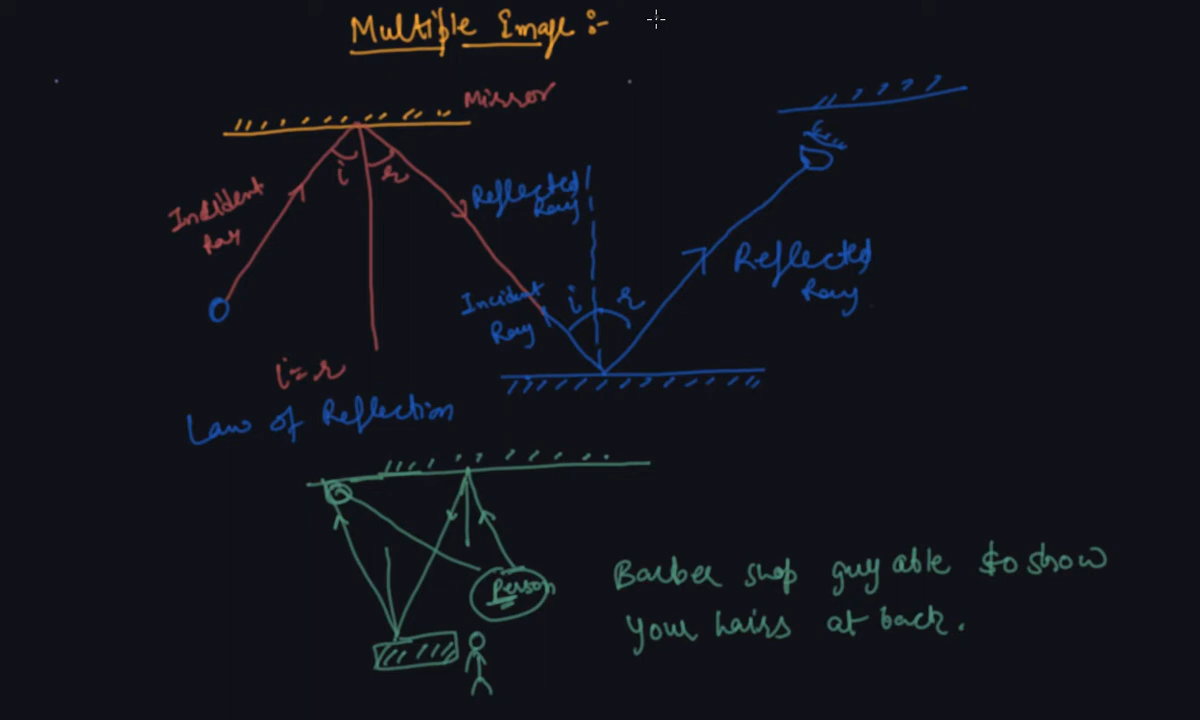 Multiple Image :-
Mirror
Incident
Ray
i
r
Reflected
Ray
Incident
Ray
i
r
Reflected
Ray
i = r
Law of Reflection
Person
Barber shop guy able to show
your hairs at back.